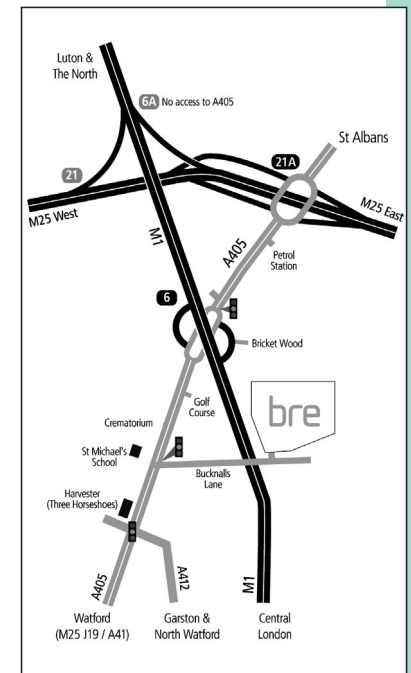 Luton &
The North
6A No access to A405
St Albans
21A
21
M25 East
M25 West
M1
A405
Petrol
Station
6
Bricket Wood
Golf
Course
bre
Crematorium
St Michael's
School
Bucknalls
Lane
Harvester
(Three Horseshoes)
A405
A412
M1
Watford
(M25 J19 / A41)
Garston &
North Watford
Central
London